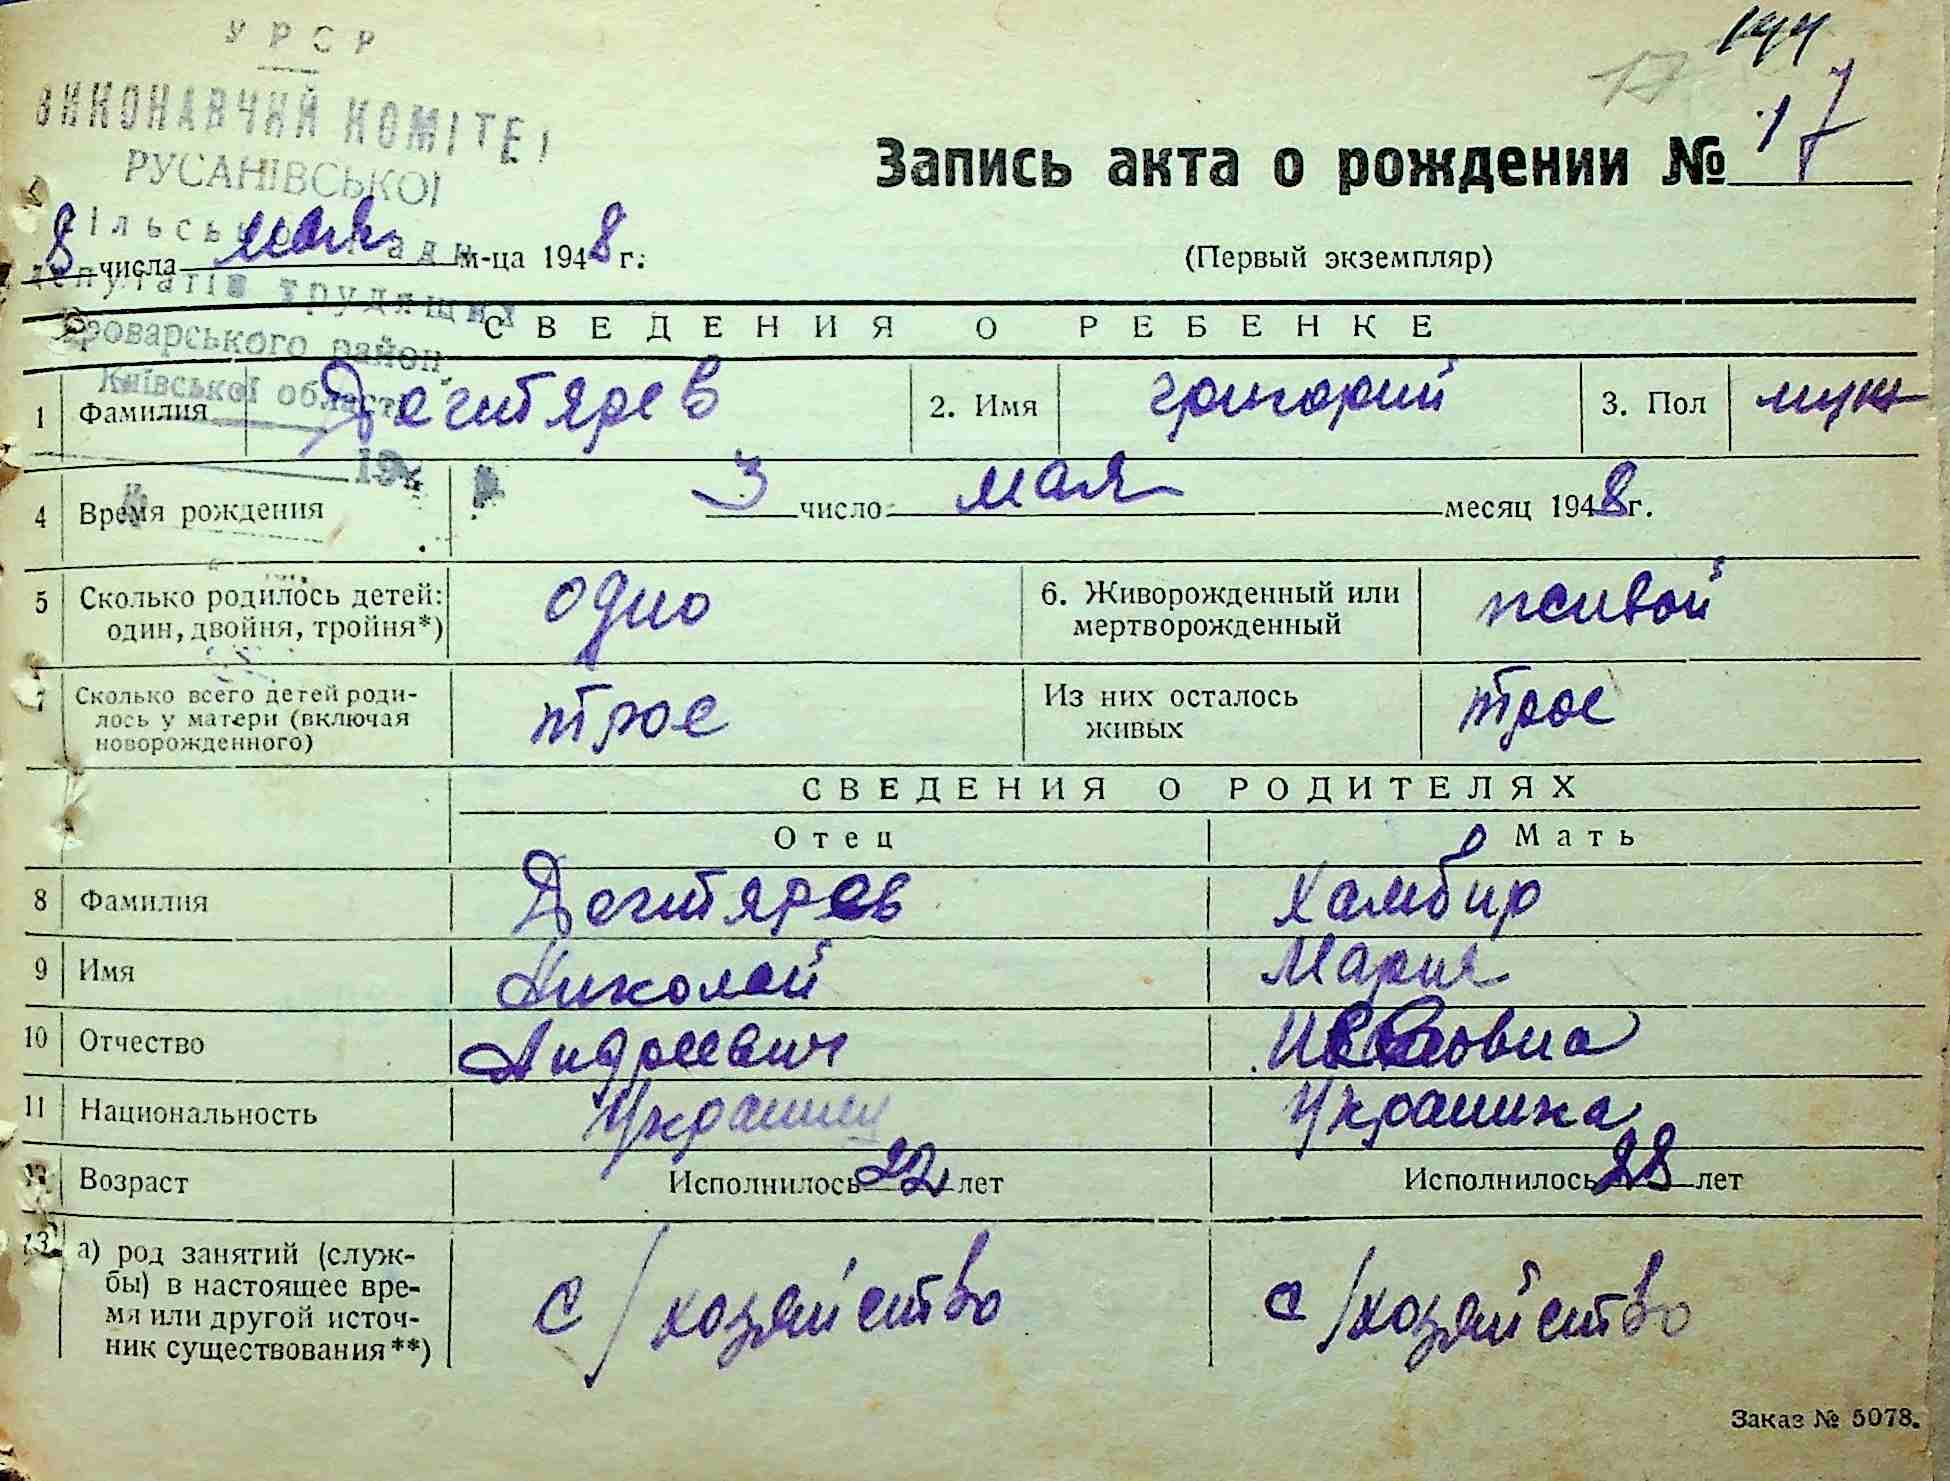 УРСР
ВИКОНАВЧИЙ КОМІТЕТ
РУСАНІВСЬКОЇ
сільської ради
депутатів трудящих
Броварського район.
Київської області
19
194
17
17
Запись акта о рождении №
8 числа мая м-ца 1948 г.
(Первый экземпляр)
СВЕДЕНИЯ О РЕБЕНКЕ
1 Фамилия Дегтярев 2. Имя григорий 3. Пол муж
4 Время рождения 3 число мая месяц 1948 г.
5 Сколько родилось детей: один, двойня, тройня*) одно 6. Живорожденный или мертворожденный живой
7 Сколько всего детей родилось у матери (включая новорожденного) трое Из них осталось живых трое
СВЕДЕНИЯ О РОДИТЕЛЯХ
Отец Мать
8 Фамилия Дегтярев Хамбир
9 Имя Николай Мария
10 Отчество Андреевич Ивановна
11 Национальность Украинец Украинка
12 Возраст Исполнилось 22 лет Исполнилось 28 лет
13 а) род занятий (службы) в настоящее время или другой источник существования**) с/хозяйство с/хозяйство
Заказ № 5078.